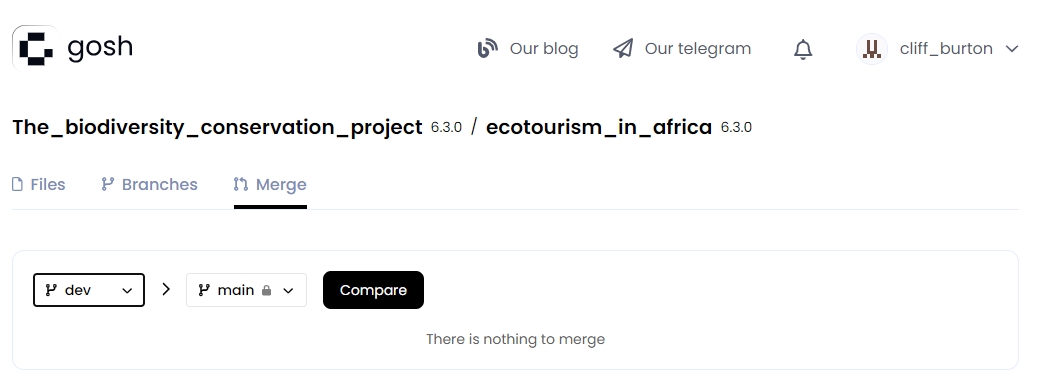 gosh Our blog Our telegram cliff_burton
The_biodiversity_conservation_project 6.3.0 / ecotourism_in_africa 6.3.0
Files Branches Merge
dev > main Compare
There is nothing to merge